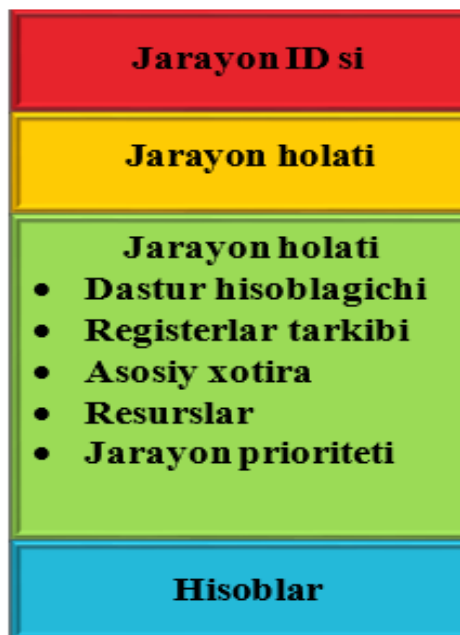 Jarayon ID si
Jarayon holati
Jarayon holati
• Dastur hisoblagichi
• Registerlar tarkibi
• Asosiy xotira
• Resurslar
• Jarayon prioriteti
Hisoblar